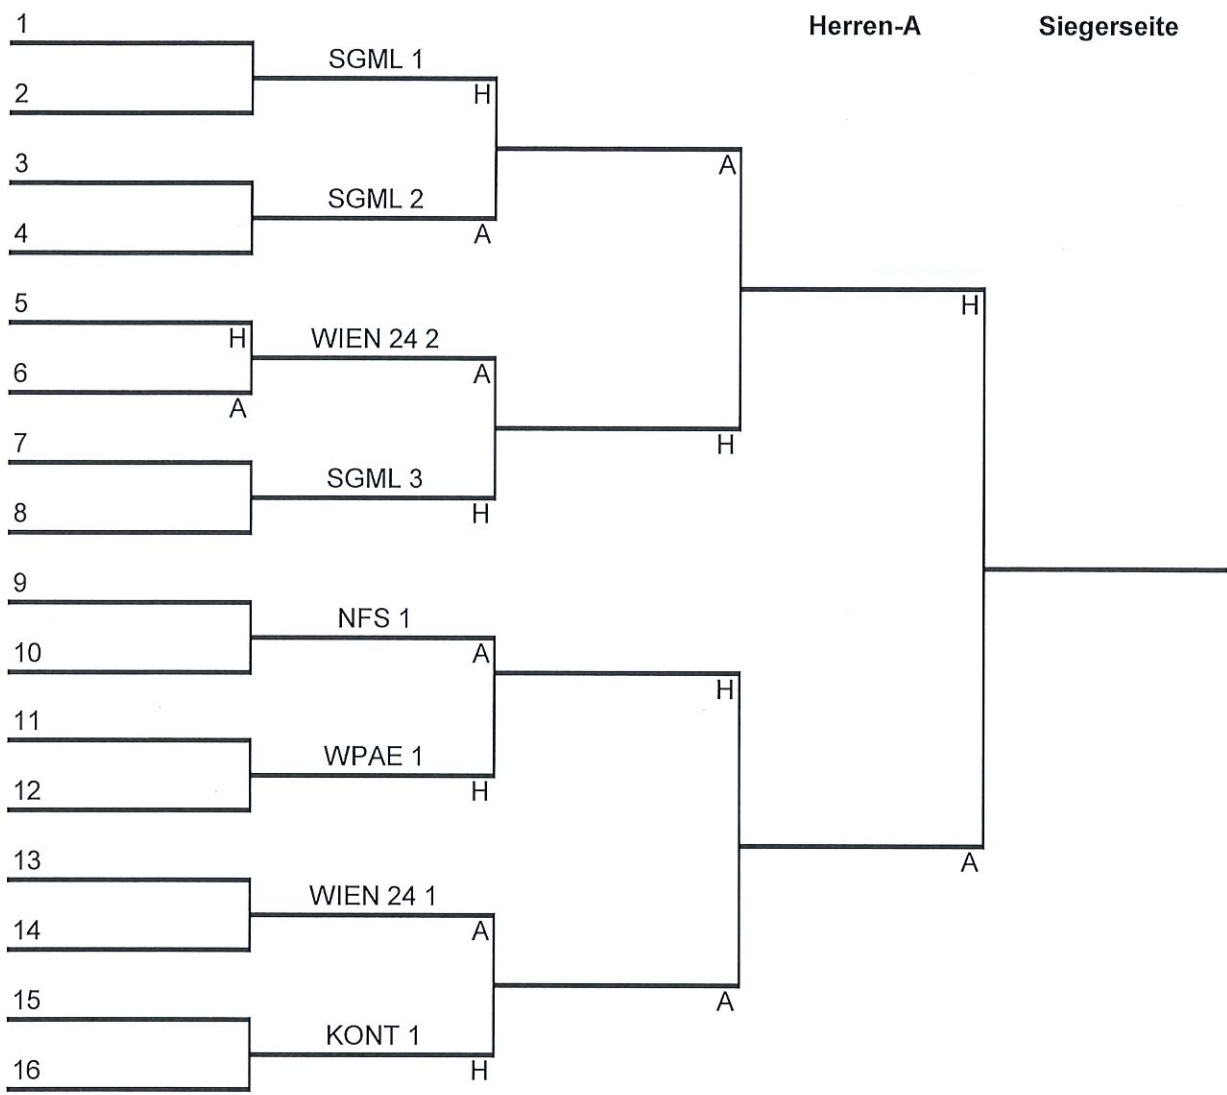 1
Herren-A Siegerseite
SGML 1
H
2
3
A
SGML 2
4
A
5
H
H
WIEN 24 2
6
A
A
7
H
SGML 3
8
H
9
NFS 1
10
A
H
11
WPAE 1
12
H
13
A
WIEN 24 1
14
A
15
A
KONT 1
16
H